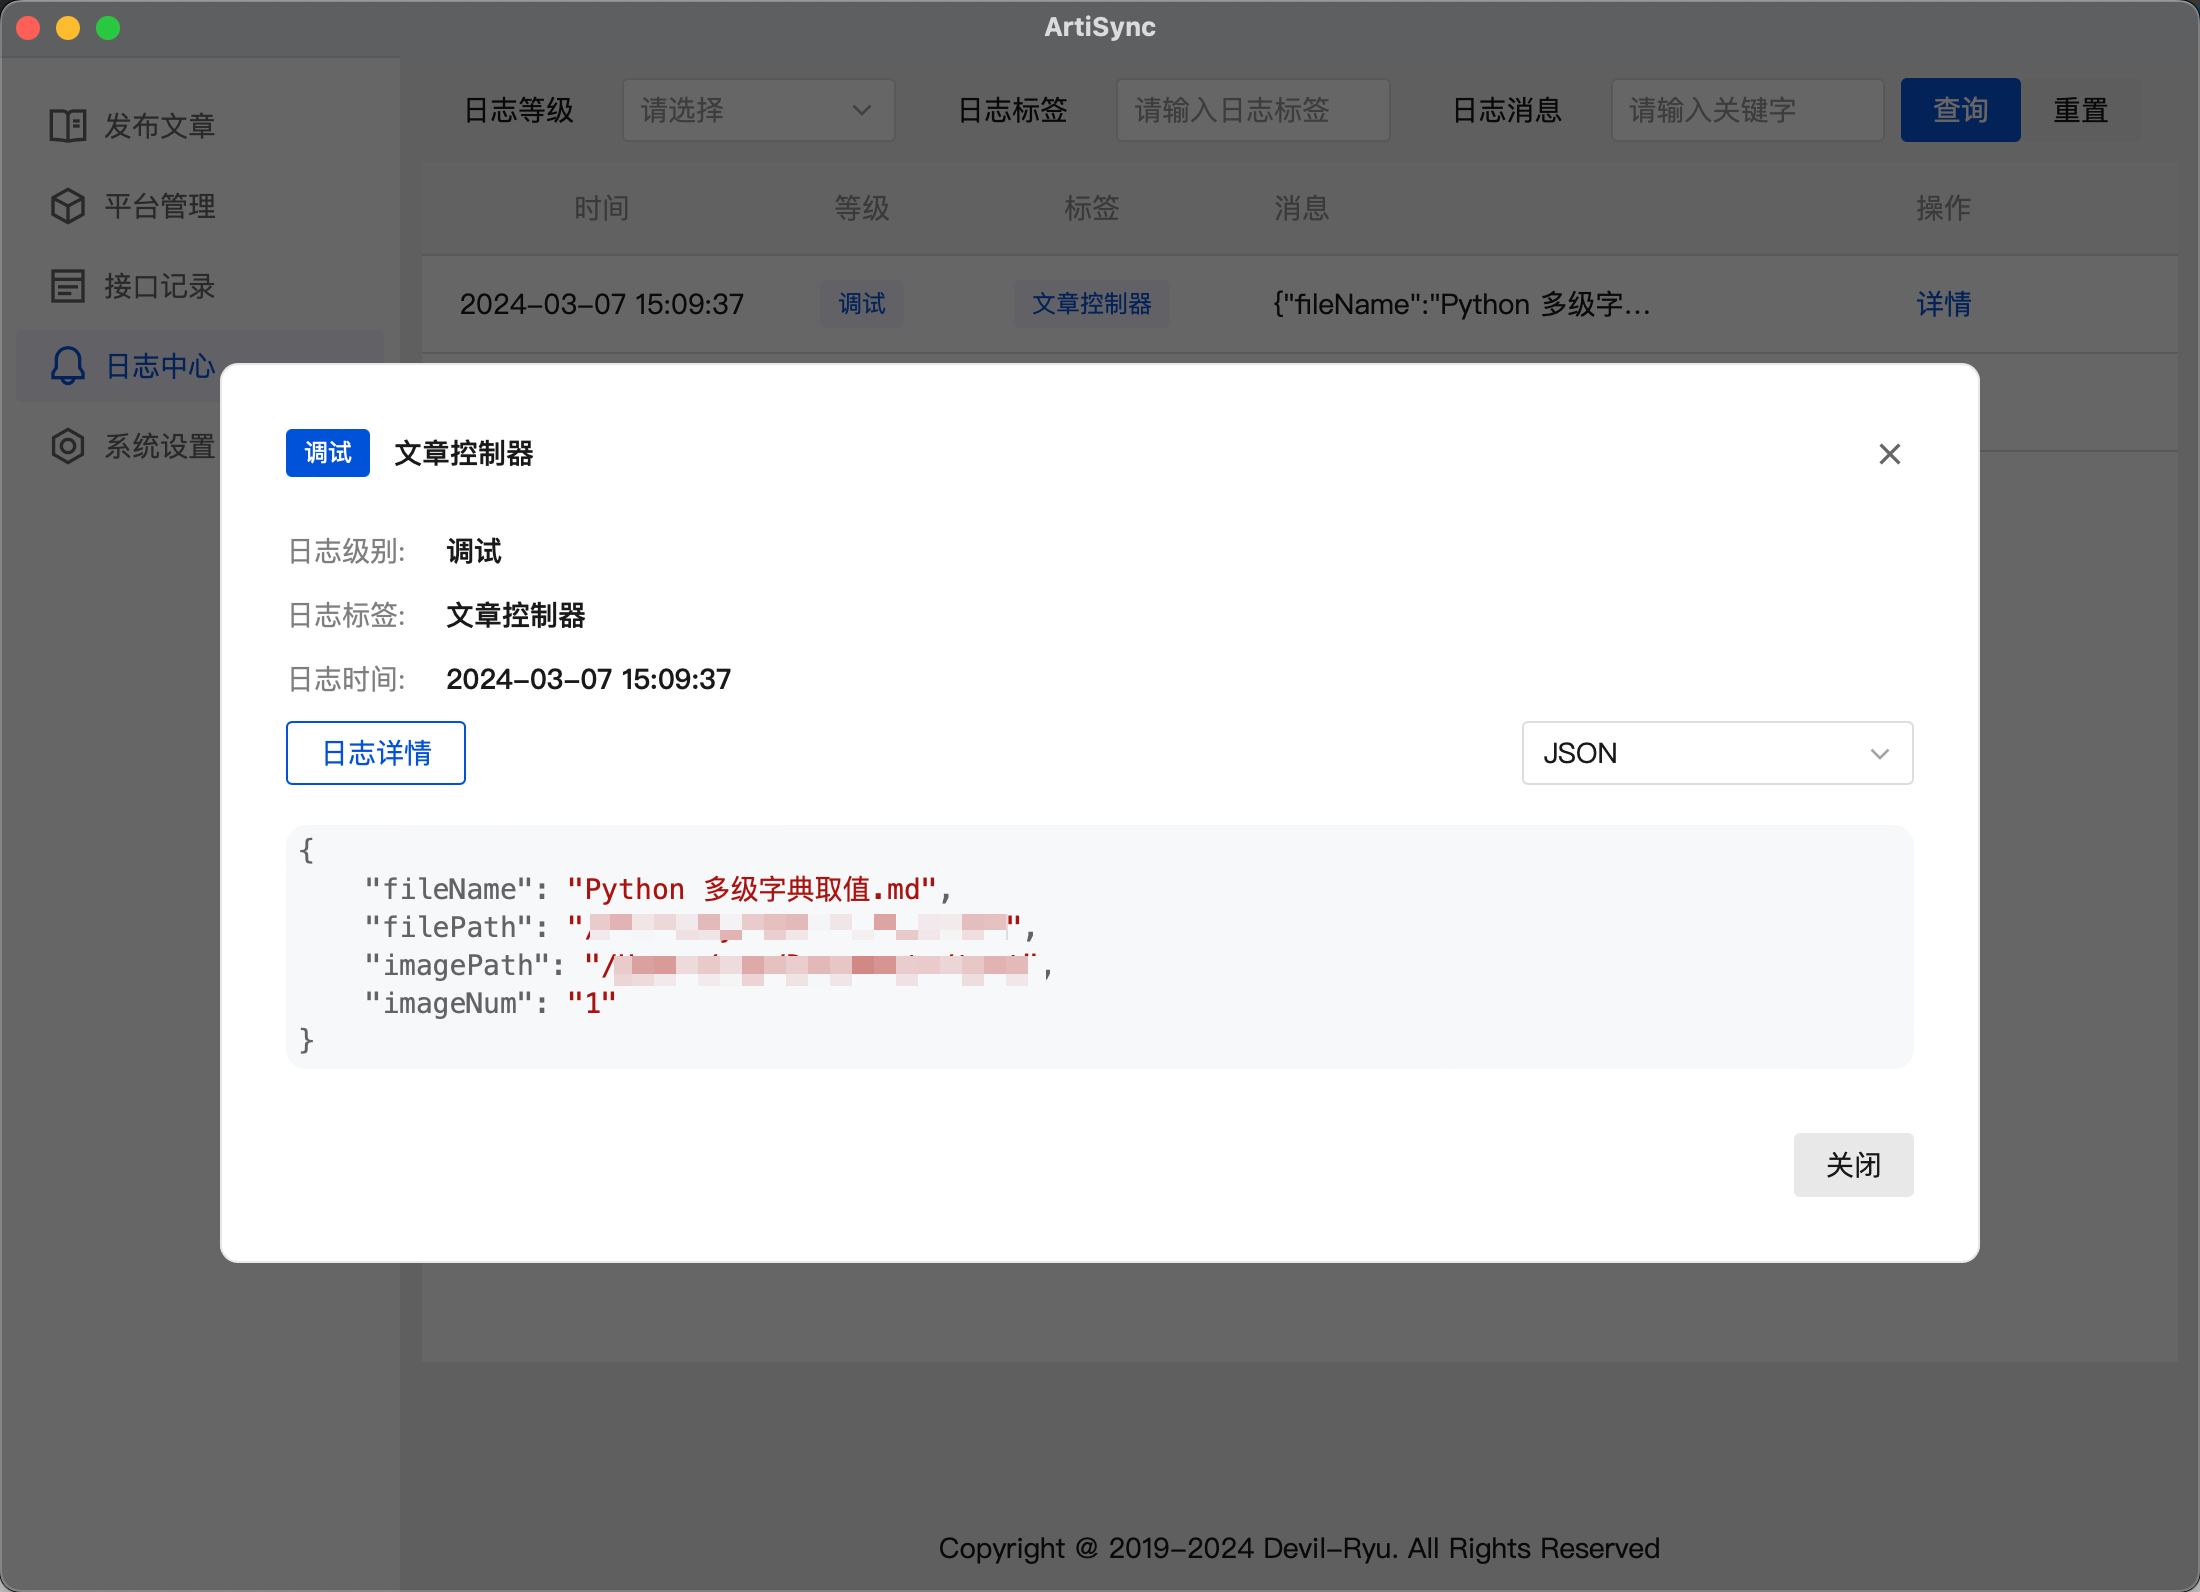 ArtiSync
发布文章
平台管理
接口记录
日志中心
系统设置
日志等级 请选择 日志标签 请输入日志标签 日志消息 请输入关键字 查询 重置
时间 等级 标签 消息 操作
2024-03-07 15:09:37 调试 文章控制器 {"fileName":"Python 多级字... 详情
调试 文章控制器
日志级别: 调试
日志标签: 文章控制器
日志时间: 2024-03-07 15:09:37
日志详情 JSON
{
"fileName": "Python 多级字典取值.md",
"filePath": "/ ",
"imagePath": "/ ",
"imageNum": "1"
}
关闭
Copyright @ 2019-2024 Devil-Ryu. All Rights Reserved